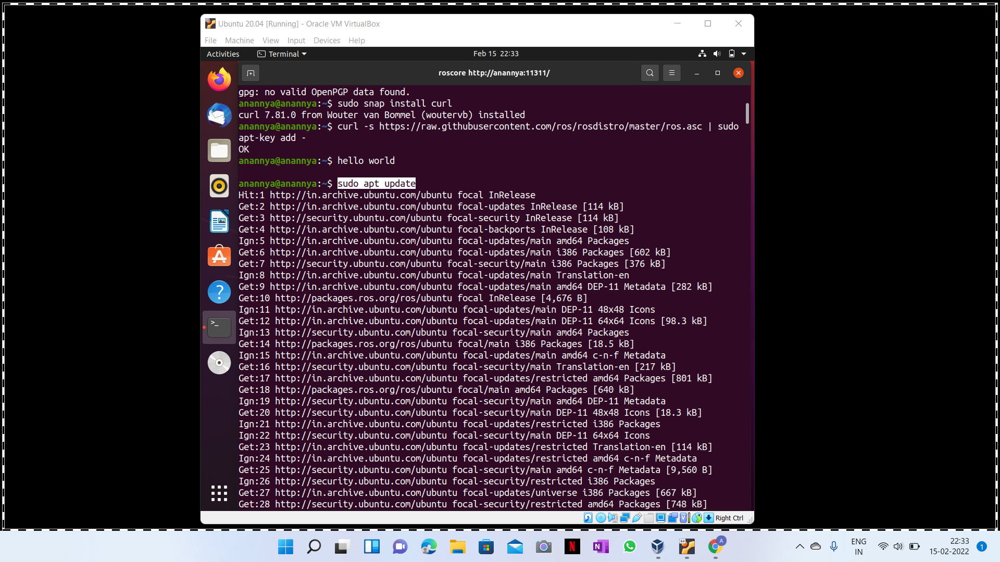 Ubuntu 20.04 [Running] - Oracle VM VirtualBox
File Machine View Input Devices Help
Activities Terminal Feb 15 22:33
roscore http://anannya:11311/
gpg: no valid OpenPGP data found.
anannya@anannya:~$ sudo snap install curl
curl 7.81.0 from Wouter van Bommel (woutervb) installed
anannya@anannya:~$ curl -s https://raw.githubusercontent.com/ros/rosdistro/master/ros.asc | sudo
apt-key add -
OK
anannya@anannya:~$ hello world
anannya@anannya:~$ sudo apt update
Hit:1 http://in.archive.ubuntu.com/ubuntu focal InRelease
Get:2 http://in.archive.ubuntu.com/ubuntu focal-updates InRelease [114 kB]
Get:3 http://security.ubuntu.com/ubuntu focal-security InRelease [114 kB]
Get:4 http://in.archive.ubuntu.com/ubuntu focal-backports InRelease [108 kB]
Ign:5 http://in.archive.ubuntu.com/ubuntu focal-updates/main amd64 Packages
Get:6 http://in.archive.ubuntu.com/ubuntu focal-updates/main i386 Packages [602 kB]
Get:7 http://security.ubuntu.com/ubuntu focal-security/main i386 Packages [376 kB]
Ign:8 http://in.archive.ubuntu.com/ubuntu focal-updates/main Translation-en
Get:9 http://in.archive.ubuntu.com/ubuntu focal-updates/main amd64 DEP-11 Metadata [282 kB]
Get:10 http://packages.ros.org/ros/ubuntu focal InRelease [4,676 B]
Ign:11 http://in.archive.ubuntu.com/ubuntu focal-updates/main DEP-11 48x48 Icons
Get:12 http://in.archive.ubuntu.com/ubuntu focal-updates/main DEP-11 64x64 Icons [98.3 kB]
Ign:13 http://security.ubuntu.com/ubuntu focal-security/main amd64 Packages
Get:14 http://packages.ros.org/ros/ubuntu focal/main i386 Packages [18.5 kB]
Ign:15 http://in.archive.ubuntu.com/ubuntu focal-updates/main amd64 c-n-f Metadata
Get:16 http://security.ubuntu.com/ubuntu focal-security/main Translation-en [217 kB]
Get:17 http://in.archive.ubuntu.com/ubuntu focal-updates/restricted amd64 Packages [801 kB]
Get:18 http://packages.ros.org/ros/ubuntu focal/main amd64 Packages [640 kB]
Ign:19 http://security.ubuntu.com/ubuntu focal-security/main amd64 DEP-11 Metadata
Get:20 http://security.ubuntu.com/ubuntu focal-security/main DEP-11 48x48 Icons [18.3 kB]
Ign:21 http://in.archive.ubuntu.com/ubuntu focal-updates/restricted i386 Packages
Ign:22 http://security.ubuntu.com/ubuntu focal-security/main DEP-11 64x64 Icons
Get:23 http://in.archive.ubuntu.com/ubuntu focal-updates/restricted Translation-en [114 kB]
Ign:24 http://in.archive.ubuntu.com/ubuntu focal-updates/restricted amd64 c-n-f Metadata
Get:25 http://security.ubuntu.com/ubuntu focal-security/main amd64 c-n-f Metadata [9,560 B]
Ign:26 http://security.ubuntu.com/ubuntu focal-security/restricted i386 Packages
Get:27 http://in.archive.ubuntu.com/ubuntu focal-updates/universe i386 Packages [667 kB]
Get:28 http://security.ubuntu.com/ubuntu focal-security/restricted amd64 Packages [748 kB]
Right Ctrl
ENG
IN
22:33
15-02-2022
1